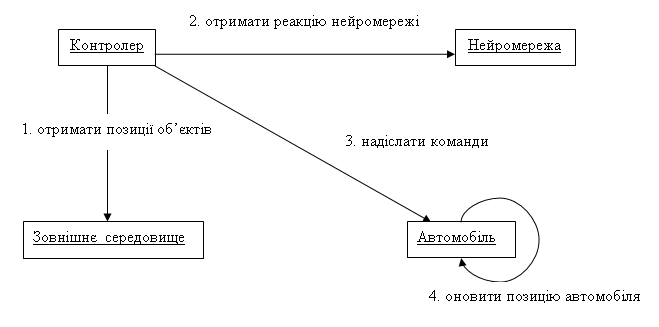 2. отримати реакцію нейромережі
Контролер
Нейромережа
1. отримати позиції об’єктів
3. надіслати команди
Зовнішнє середовище
Автомобіль
4. оновити позицію автомобіля